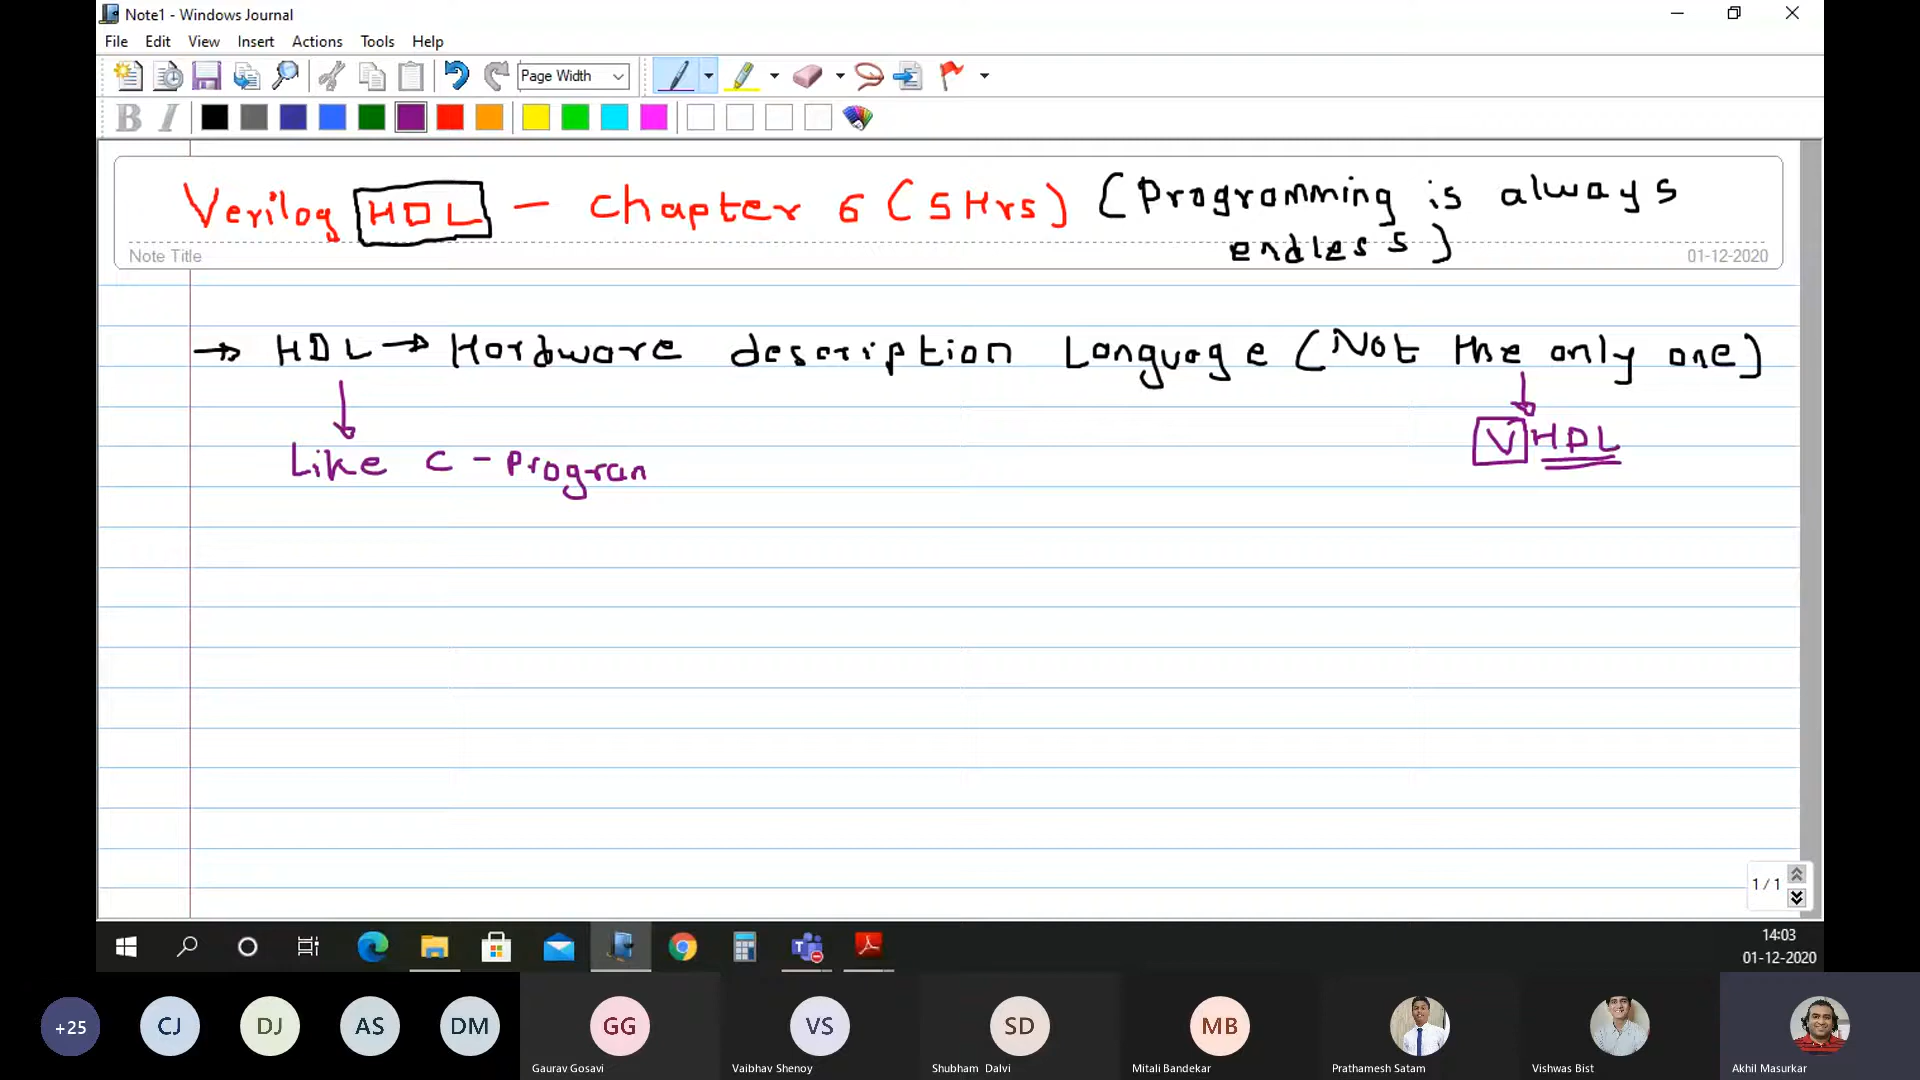 Note1 - Windows Journal
File Edit View Insert Actions Tools Help
Page Width
B I
Verilog HDL - Chapter 6 (5Hrs) (Programming is always
endless)
Note Title
01-12-2020
→ HDL → Hardware description Language (Not the only one)
VHDL
Like C - Program
1 / 1
14:03
01-12-2020
+25 CJ DJ AS DM GG VS SD MB
Gaurav Gosavi Vaibhav Shenoy Shubham Dalvi Mitali Bandekar Prathamesh Satam Vishwas Bist Akhil Masurkar